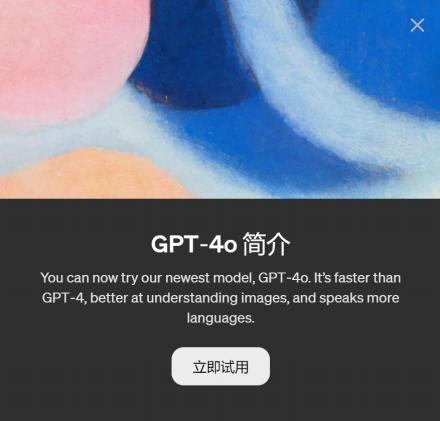 GPT-4o 简介
You can now try our newest model, GPT-4o. It's faster than
GPT-4, better at understanding images, and speaks more
languages.
立即试用